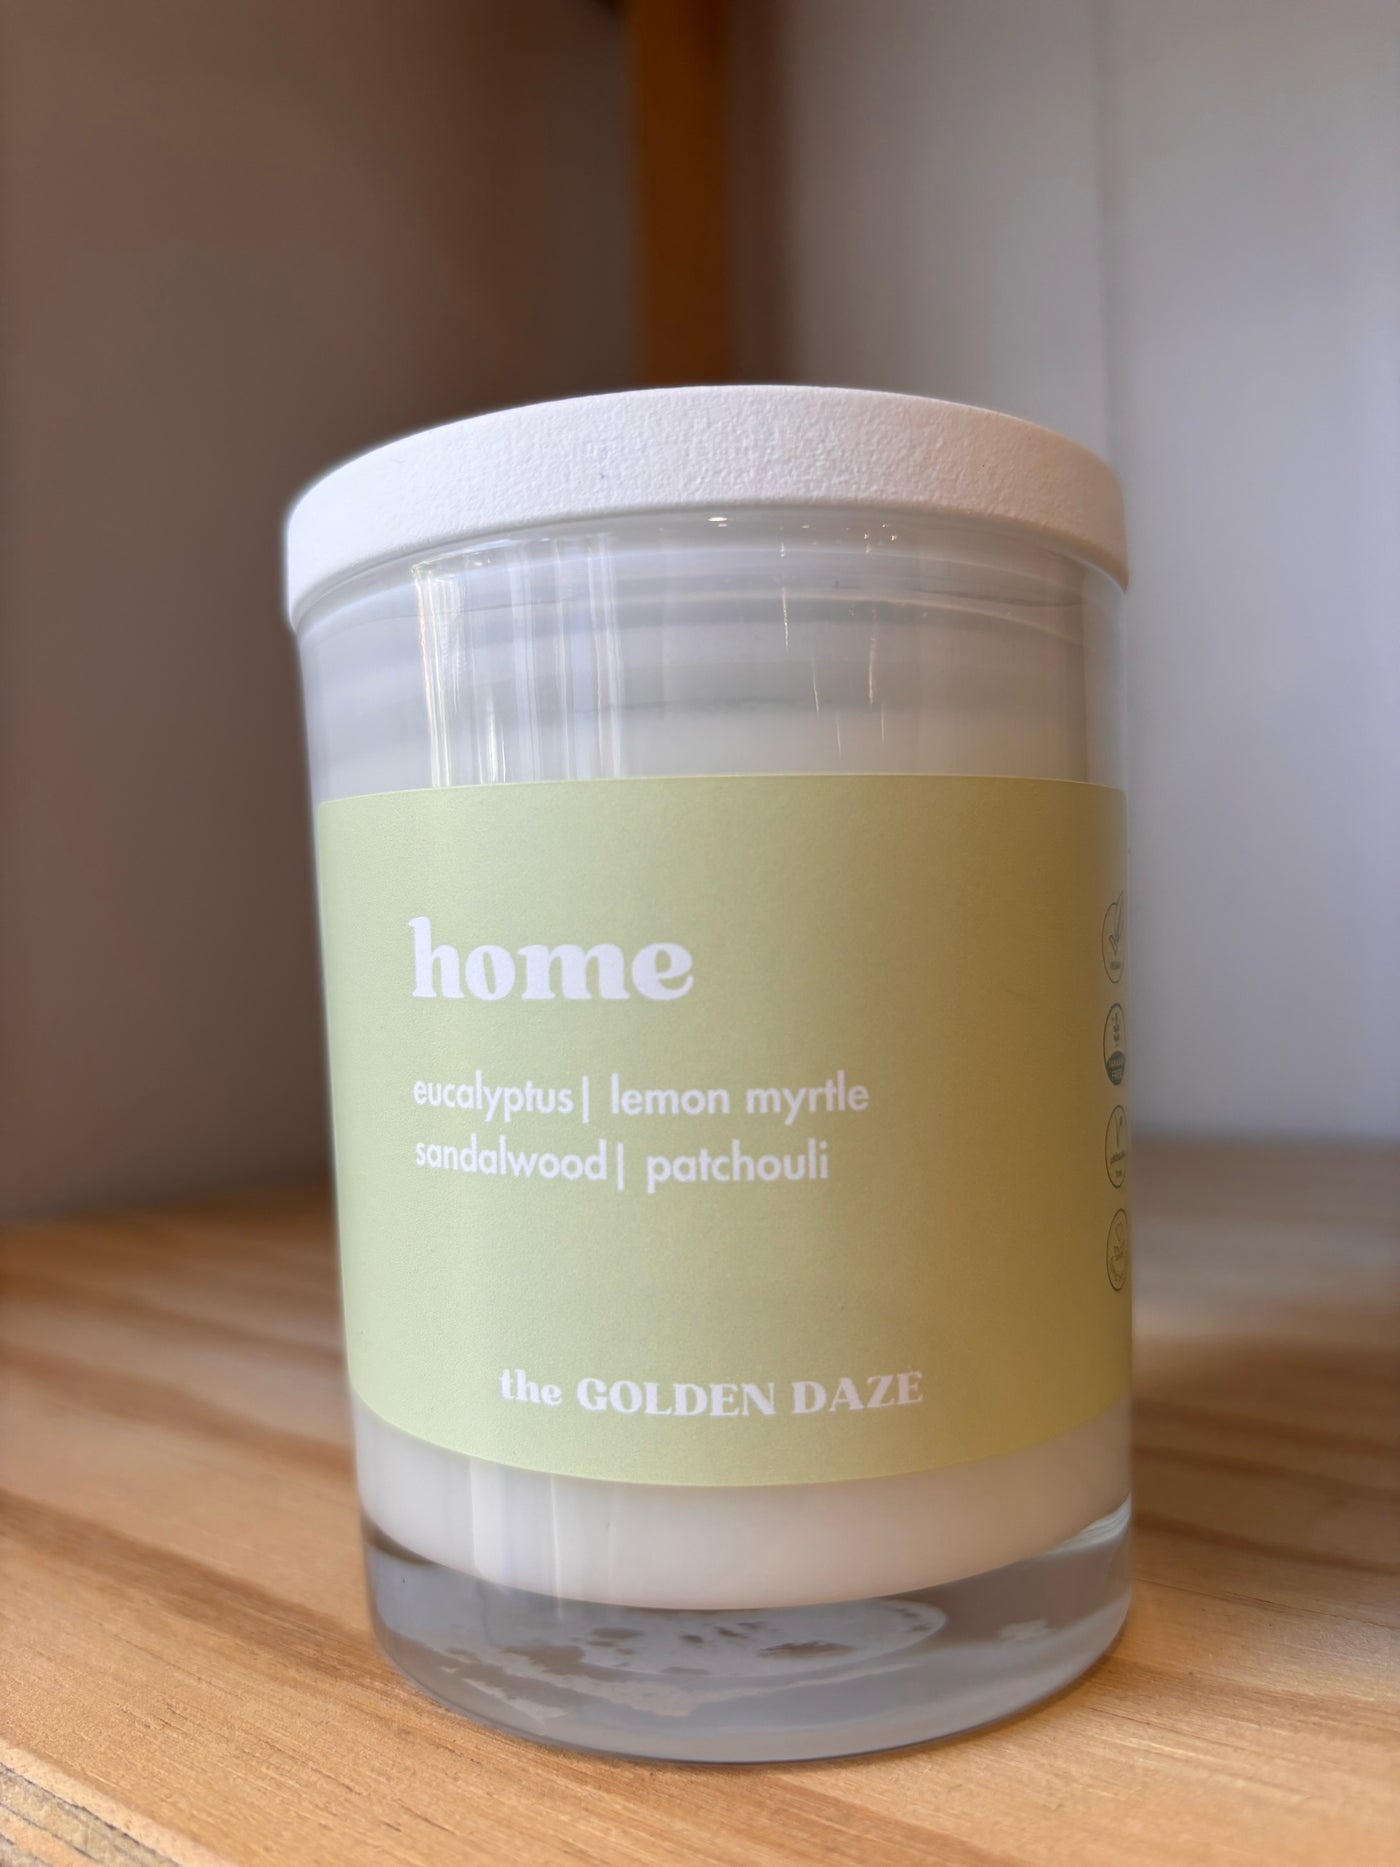 home
eucalyptus| lemon myrtle
sandalwood| patchouli
the GOLDEN DAZE